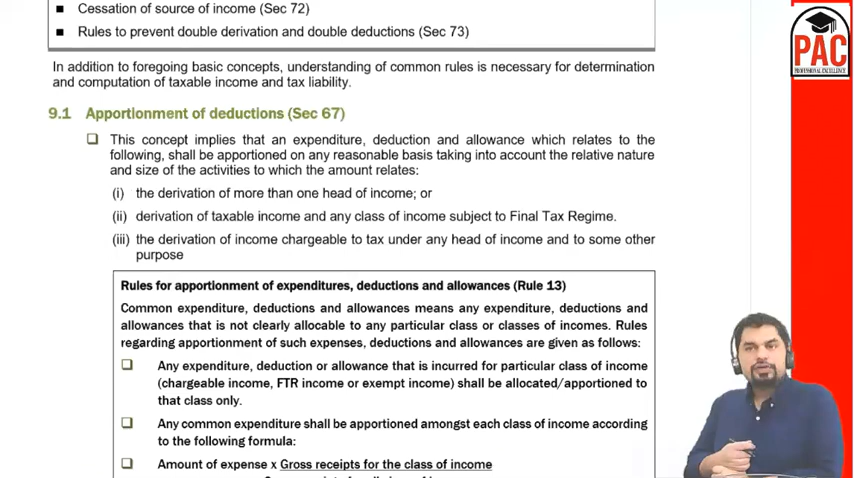 ■ Cessation of source of income (Sec 72)
■ Rules to prevent double derivation and double deductions (Sec 73)
In addition to foregoing basic concepts, understanding of common rules is necessary for determination
and computation of taxable income and tax liability.
9.1 Apportionment of deductions (Sec 67)
❑ This concept implies that an expenditure, deduction and allowance which relates to the
following, shall be apportioned on any reasonable basis taking into account the relative nature
and size of the activities to which the amount relates:
(i) the derivation of more than one head of income; or
(ii) derivation of taxable income and any class of income subject to Final Tax Regime.
(iii) the derivation of income chargeable to tax under any head of income and to some other
purpose
Rules for apportionment of expenditures, deductions and allowances (Rule 13)
Common expenditure, deductions and allowances means any expenditure, deductions and
allowances that is not clearly allocable to any particular class or classes of incomes. Rules
regarding apportionment of such expenses, deductions and allowances are given as follows:
❑ Any expenditure, deduction or allowance that is incurred for particular class of income
(chargeable income, FTR income or exempt income) shall be allocated/apportioned to
that class only.
❑ Any common expenditure shall be apportioned amongst each class of income according
to the following formula:
❑ Amount of expense x Gross receipts for the class of income
PAC
PROFESSIONAL EXCELLENCE